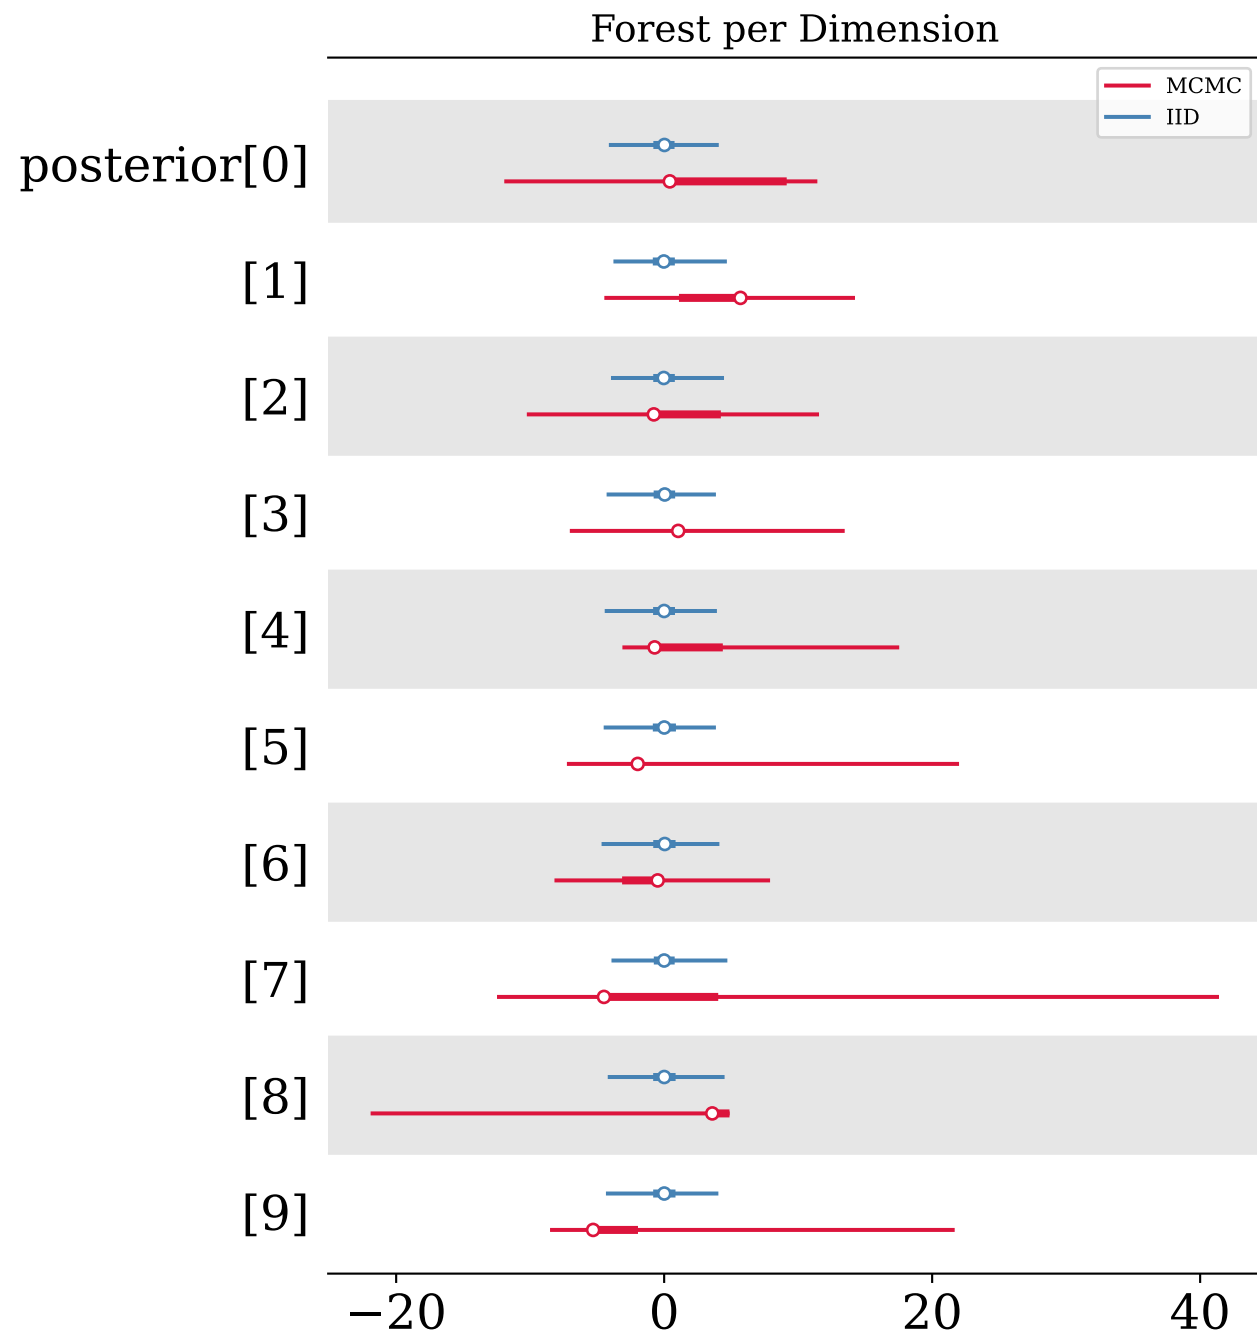 Forest per Dimension
MCMC
IID
posterior[0]
[1]
[2]
[3]
[4]
[5]
[6]
[7]
[8]
[9]
−20 0 20 40